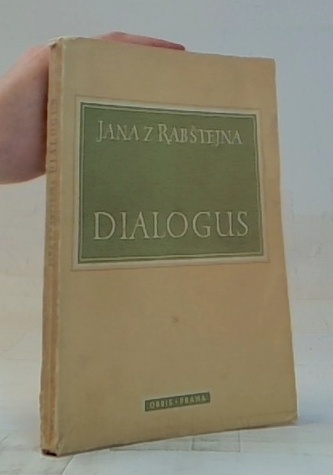 JANA Z RABŠTEJNA
DIALOGUS
ORBIS • PRAHA